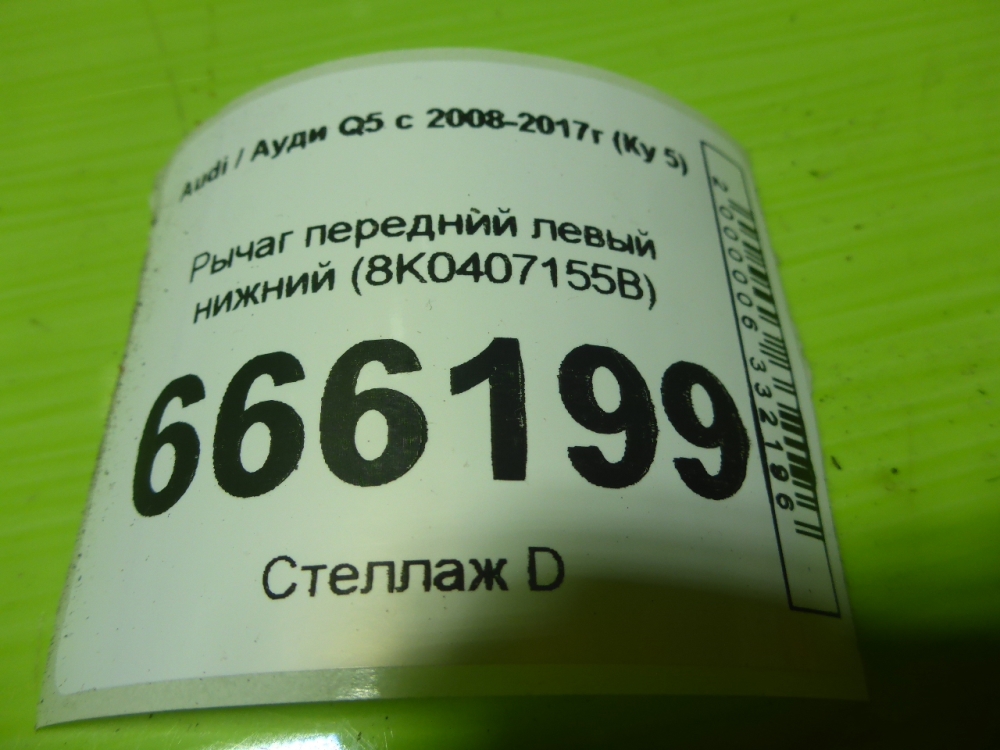 Audi / Ауди Q5 с 2008-2017г (Ку 5)
Рычаг передний левый
нижний (8K0407155B)
666199
Стеллаж D
2000006332196